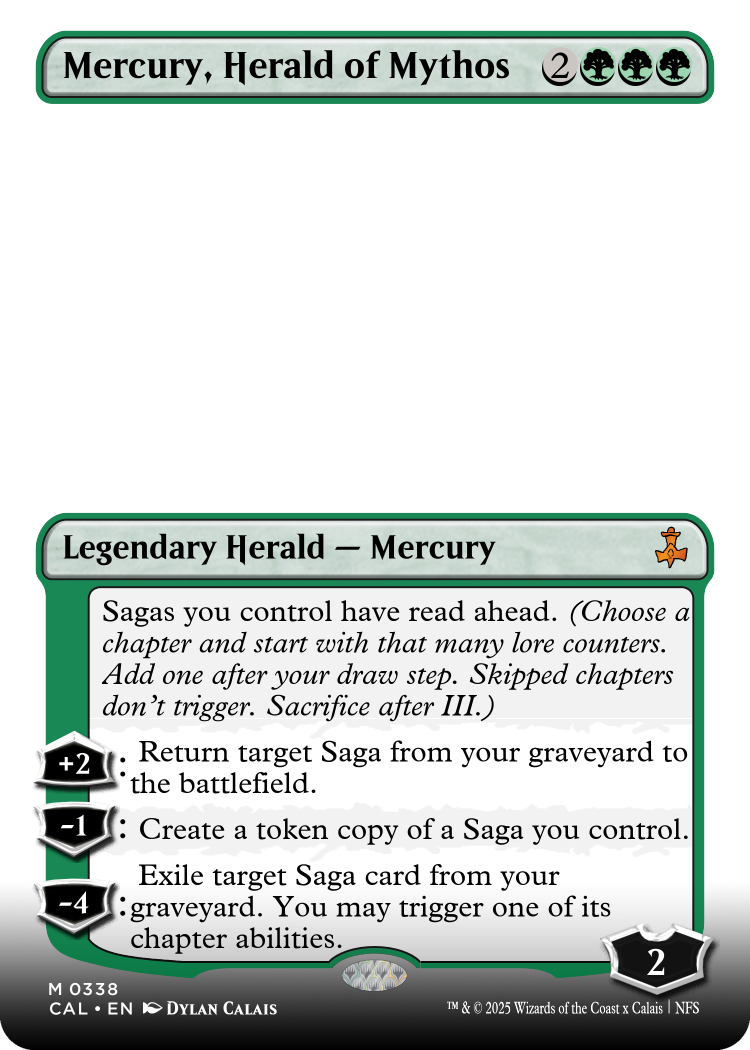 Mercury, Herald of Mythos 2
Legendary Herald — Mercury
Sagas you control have read ahead. (Choose a
chapter and start with that many lore counters.
Add one after your draw step. Skipped chapters
don't trigger. Sacrifice after III.)
+2 : Return target Saga from your graveyard to
the battlefield.
−1 : Create a token copy of a Saga you control.
−4 : Exile target Saga card from your
graveyard. You may trigger one of its
chapter abilities.
2
M 0338
CAL • EN DYLAN CALAIS
™ & © 2025 Wizards of the Coast x Calais | NFS